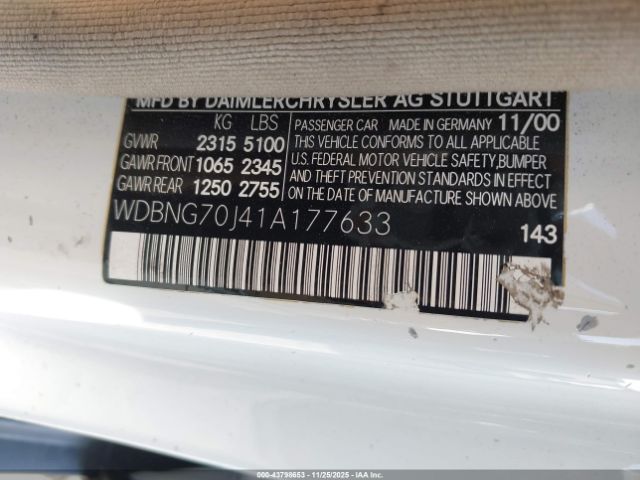 MFD BY DAIMLERCHRYSLER AG STUTTGART
KG LBS
GVWR 2315 5100
GAWR FRONT 1065 2345
GAWR REAR 1250 2755
PASSENGER CAR MADE IN GERMANY 11/00
THIS VEHICLE CONFORMS TO ALL APPLICABLE
U.S. FEDERAL MOTOR VEHICLE SAFETY, BUMPER
AND THEFT PREVENTION STANDARDS IN EFFECT
ON THE DATE OF MANUFACTURE SHOWN ABOVE
WDBNG70J41A177633
143
000-43798653 - 11/25/2025 - IAAI.COM